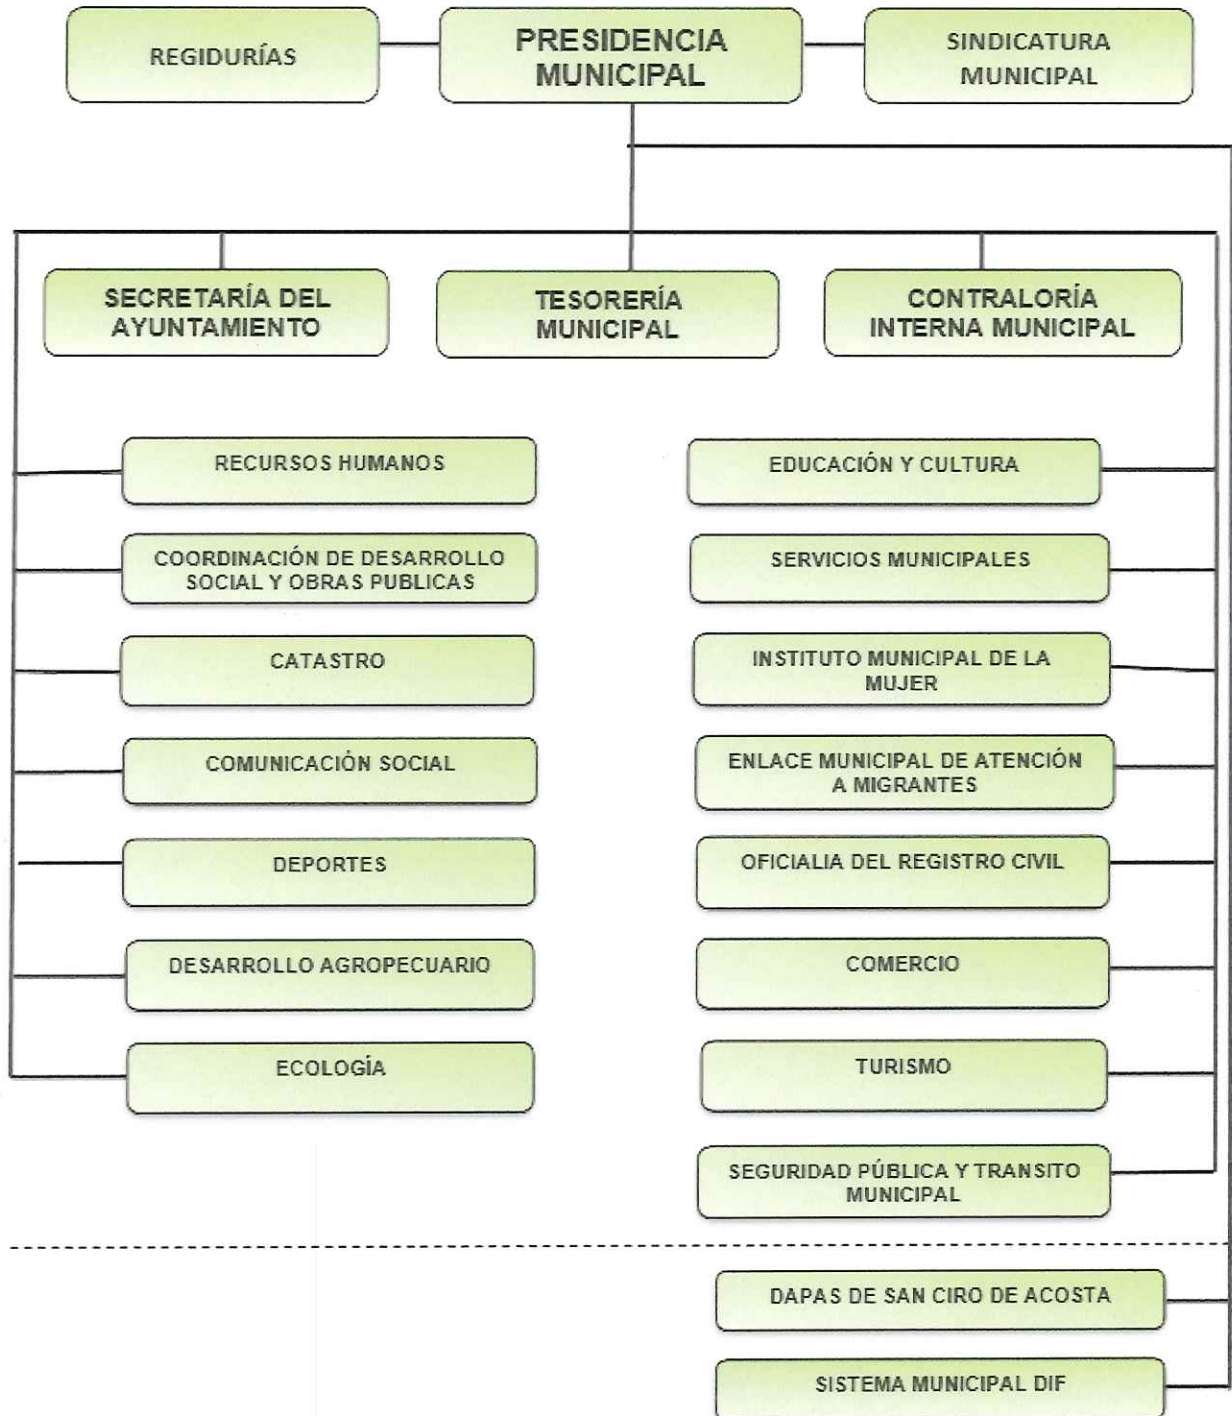 REGIDURÍAS
PRESIDENCIA
MUNICIPAL
SINDICATURA
MUNICIPAL
SECRETARÍA DEL
AYUNTAMIENTO
TESORERÍA
MUNICIPAL
CONTRALORÍA
INTERNA MUNICIPAL
RECURSOS HUMANOS
COORDINACIÓN DE DESARROLLO
SOCIAL Y OBRAS PUBLICAS
CATASTRO
COMUNICACIÓN SOCIAL
DEPORTES
DESARROLLO AGROPECUARIO
ECOLOGÍA
EDUCACIÓN Y CULTURA
SERVICIOS MUNICIPALES
INSTITUTO MUNICIPAL DE LA
MUJER
ENLACE MUNICIPAL DE ATENCIÓN
A MIGRANTES
OFICIALIA DEL REGISTRO CIVIL
COMERCIO
TURISMO
SEGURIDAD PÚBLICA Y TRANSITO
MUNICIPAL
DAPAS DE SAN CIRO DE ACOSTA
SISTEMA MUNICIPAL DIF